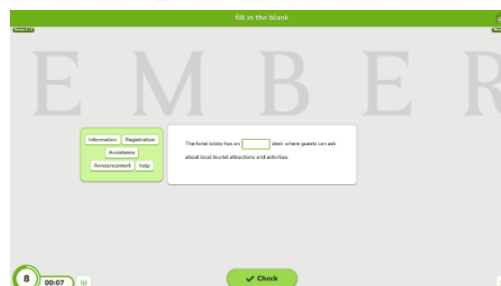 fill in the blank
E M B E R
Information Registration
Assistance
Announcement help
The hotel lobby has an desk where guests can ask
about local tourist attractions and activities.
8
00:07
Check